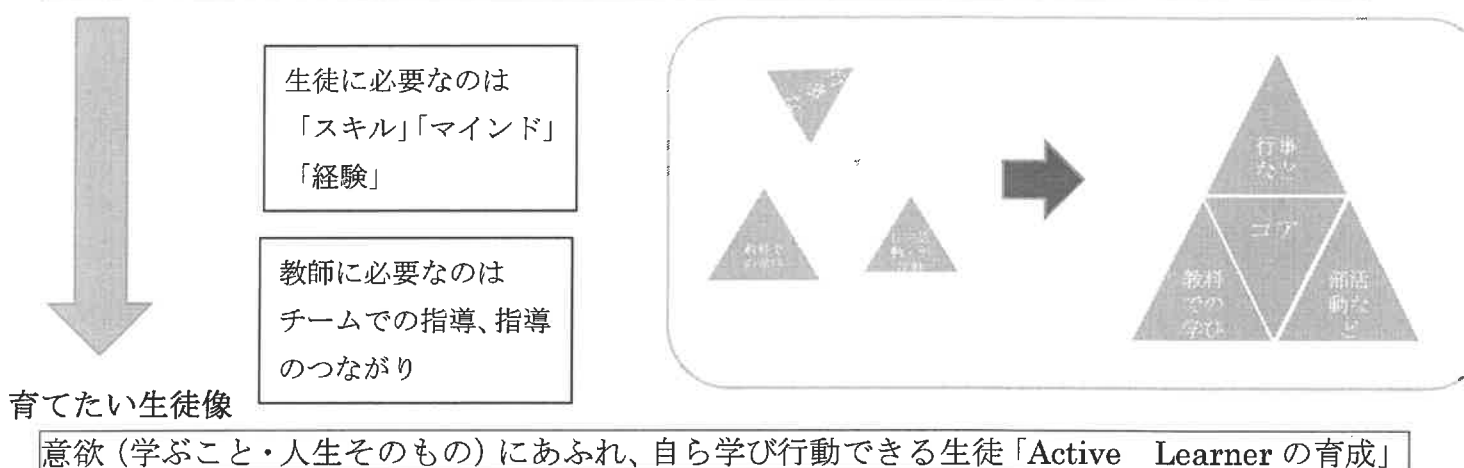 生徒に必要なのは
「スキル」「マインド」
「経験」
教師に必要なのは
チームでの指導、指導
のつながり
行事
など
コア
教科
での
学び
部活
動な
ど
育てたい生徒像
意欲（学ぶこと・人生そのもの）にあふれ、自ら学び行動できる生徒「Active　Learner の育成」